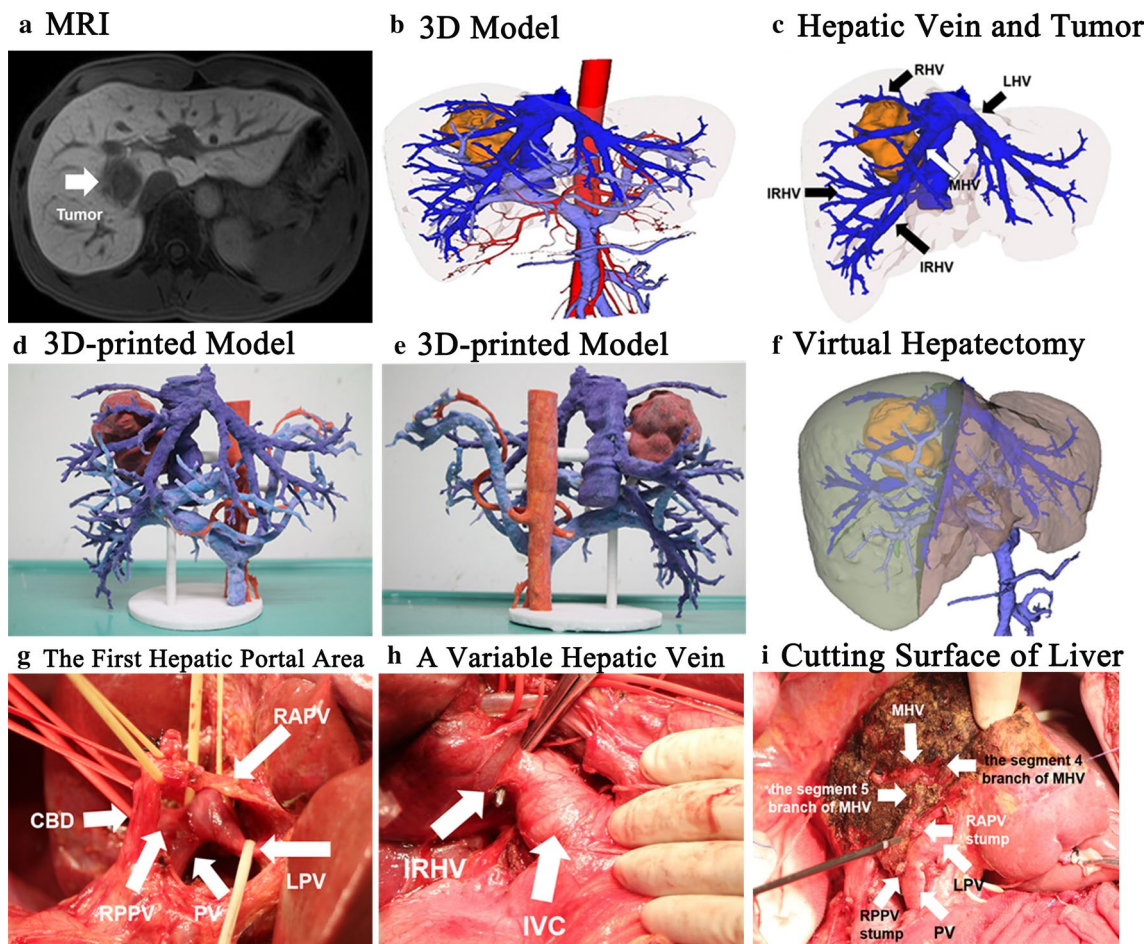 a MRI
b 3D Model
c Hepatic Vein and Tumor
Tumor
RHV
LHV
IRHV
MHV
IRHV
d 3D-printed Model
e 3D-printed Model
f Virtual Hepatectomy
g The First Hepatic Portal Area
h A Variable Hepatic Vein
i Cutting Surface of Liver
RAPV
CBD
RPPV
PV
LPV
IRHV
IVC
MHV
the segment 4
branch of MHV
the segment 5
branch of MHV
RAPV
stump
LPV
RPPV
stump
PV